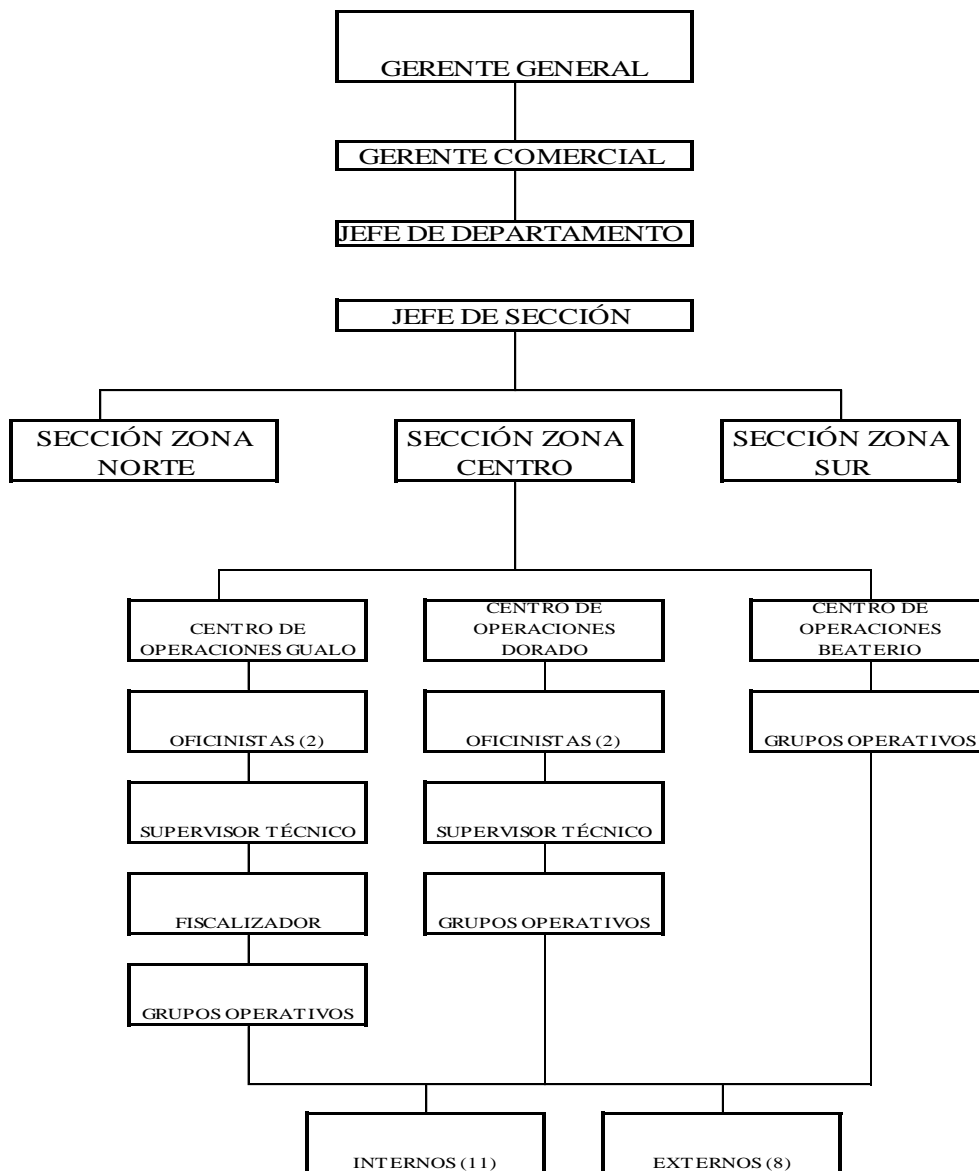 GERENTE GENERAL
GERENTE COMERCIAL
JEFE DE DEPARTAMENTO
JEFE DE SECCIÓN
SECCIÓN ZONA
NORTE
SECCIÓN ZONA
CENTRO
SECCIÓN ZONA
SUR
CENTRO DE
OPERACIONES GUALO
CENTRO DE
OPERACIONES
DORADO
CENTRO DE
OPERACIONES
BEATERIO
OFICINISTAS (2)
OFICINISTAS (2)
GRUPOS OPERATIVOS
SUPERVISOR TÉCNICO
SUPERVISOR TÉCNICO
FISCALIZADOR
GRUPOS OPERATIVOS
GRUPOS OPERATIVOS
INTERNOS (11)
EXTERNOS (8)